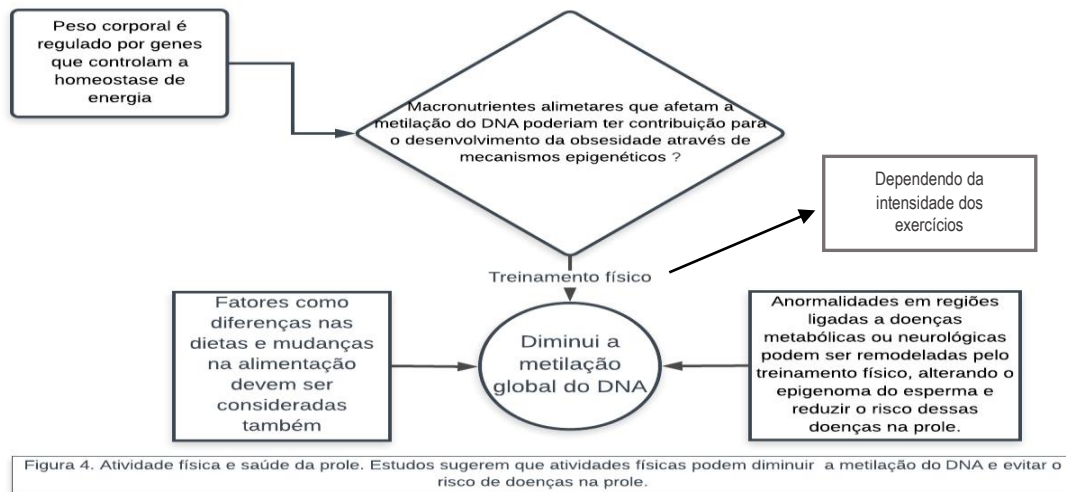 Peso corporal é
regulado por genes
que controlam a
homeostase de
energia
Macronutrientes alimetares que afetam a
metilação do DNA poderiam ter contribuição para
o desenvolvimento da obsesidade através de
mecanismos epigenéticos ?
Dependendo da
intensidade dos
exercícios
Treinamento físico
Fatores como
diferenças nas
dietas e mudanças
na alimentação
devem ser
consideradas
também
Diminui a
metilação
global do DNA
Anormalidades em regiões
ligadas a doenças
metabólicas ou neurológicas
podem ser remodeladas pelo
treinamento físico, alterando o
epigenoma do esperma e
reduzir o risco dessas
doenças na prole.
Figura 4. Atividade física e saúde da prole. Estudos sugerem que atividades físicas podem diminuir a metilação do DNA e evitar o
risco de doenças na prole.